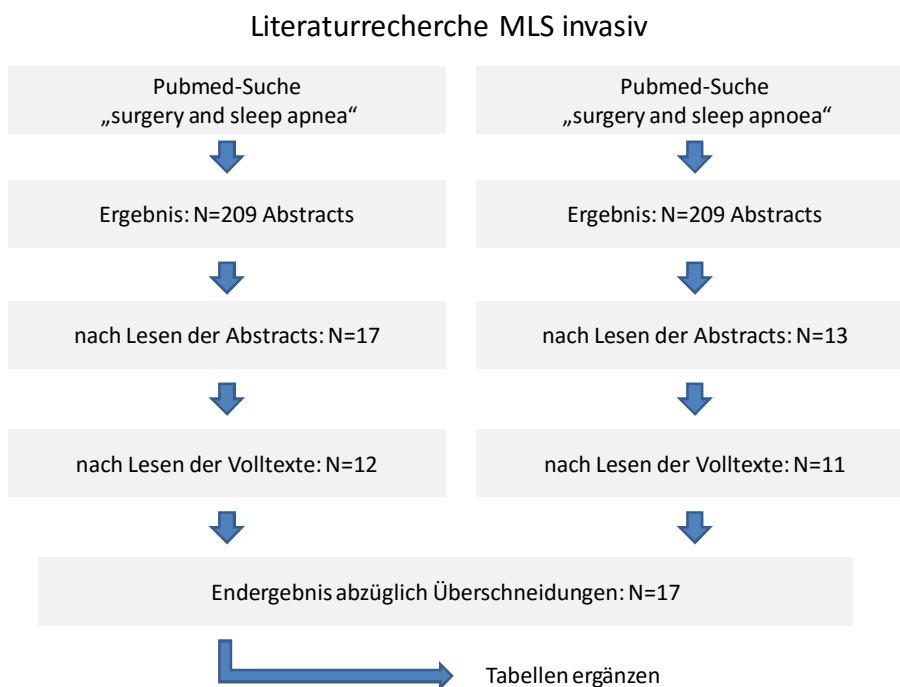 Literaturrecherche MLS invasiv
Pubmed-Suche
„surgery and sleep apnea“
Pubmed-Suche
„surgery and sleep apnoea“
Ergebnis: N=209 Abstracts
Ergebnis: N=209 Abstracts
nach Lesen der Abstracts: N=17
nach Lesen der Abstracts: N=13
nach Lesen der Volltexte: N=12
nach Lesen der Volltexte: N=11
Endergebnis abzüglich Überschneidungen: N=17
Tabellen ergänzen